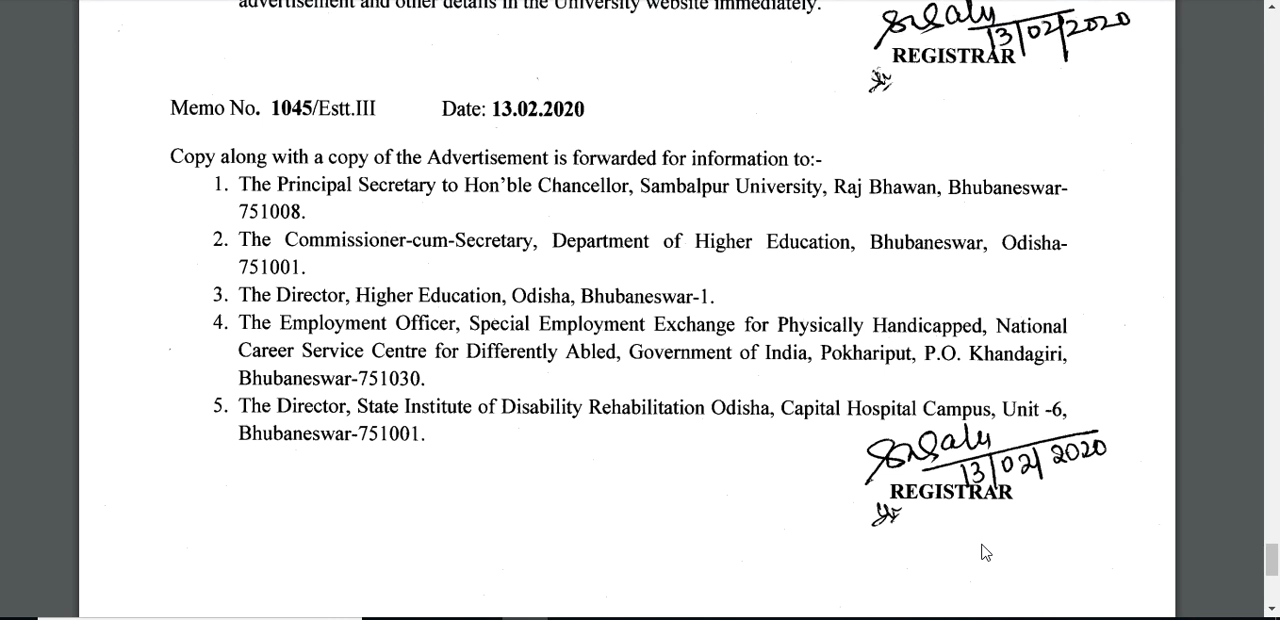 advertisement and other details in the University website immediately.
13/02/2020
REGISTRAR
Memo No. 1045/Estt.III Date: 13.02.2020
Copy along with a copy of the Advertisement is forwarded for information to:-
1. The Principal Secretary to Hon’ble Chancellor, Sambalpur University, Raj Bhawan, Bhubaneswar-
751008.
2. The Commissioner-cum-Secretary, Department of Higher Education, Bhubaneswar, Odisha-
751001.
3. The Director, Higher Education, Odisha, Bhubaneswar-1.
4. The Employment Officer, Special Employment Exchange for Physically Handicapped, National
Career Service Centre for Differently Abled, Government of India, Pokhariput, P.O. Khandagiri,
Bhubaneswar-751030.
5. The Director, State Institute of Disability Rehabilitation Odisha, Capital Hospital Campus, Unit -6,
Bhubaneswar-751001.
13/02/2020
REGISTRAR